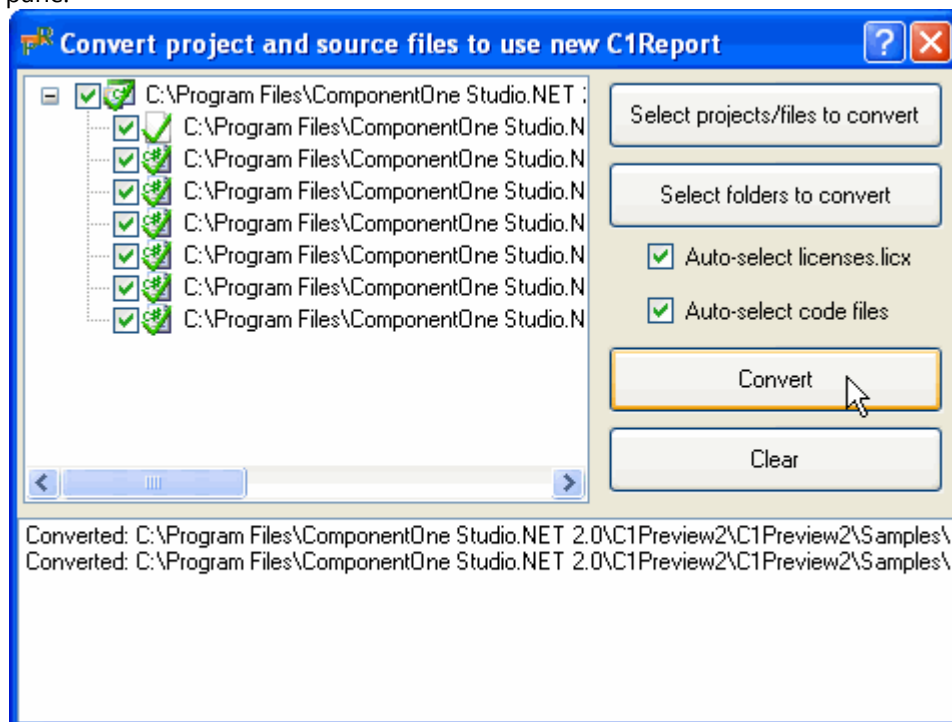 pane.
Convert project and source files to use new C1Report
C:\Program Files\ComponentOne Studio.NET 2
C:\Program Files\ComponentOne Studio.N
C:\Program Files\ComponentOne Studio.N
C:\Program Files\ComponentOne Studio.N
C:\Program Files\ComponentOne Studio.N
C:\Program Files\ComponentOne Studio.N
C:\Program Files\ComponentOne Studio.N
C:\Program Files\ComponentOne Studio.N
Select projects/files to convert
Select folders to convert
Auto-select licenses.licx
Auto-select code files
Convert
Clear
Converted: C:\Program Files\ComponentOne Studio.NET 2.0\C1Preview2\C1Preview2\Samples\
Converted: C:\Program Files\ComponentOne Studio.NET 2.0\C1Preview2\C1Preview2\Samples\